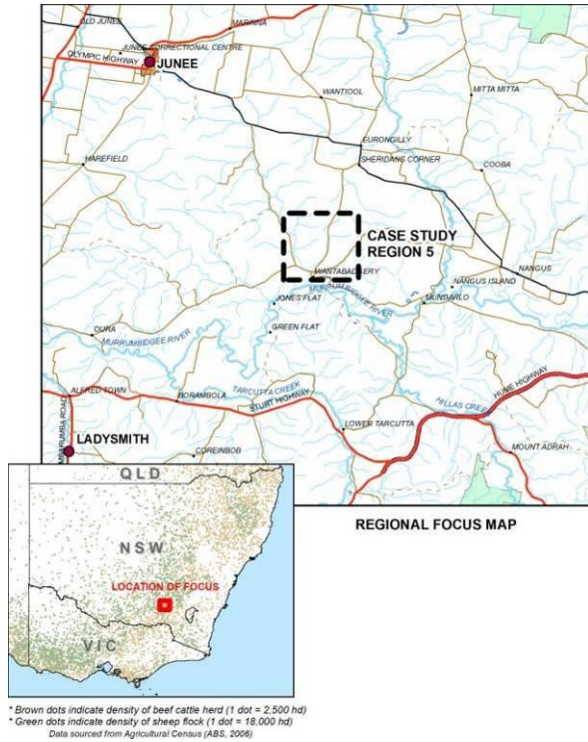 OLD JUNEE
MARINNA
JUNEE CORRECTIONAL CENTRE
OLYMPIC HIGHWAY
JUNEE
WANTIOOL
MITTA MITTA
EURONGILLY
SHERIDANS CORNER
HAREFIELD
COOBA
CASE STUDY
REGION 5
WANTABADGERY
NANGUS
NANGUS ISLAND
MURRUMBIDGEE RIVER
JONES FLAT
MUNDARLO
GREEN FLAT
OURA
MURRUMBIDGEE RIVER
HUME HIGHWAY
ALFRED TOWN
BORAMBOLA
TARCUTTA CREEK
STURT HIGHWAY
HILLAS CREEK
LOWER TARCUTTA
LADYSMITH
COREINBOB
MOUNT ADRAH
QLD
REGIONAL FOCUS MAP
NSW
LOCATION OF FOCUS
VIC
* Brown dots indicate density of beef cattle herd (1 dot = 2,500 hd)
* Green dots indicate density of sheep flock (1 dot = 18,000 hd)
Data sourced from Agricultural Census (ABS, 2006)